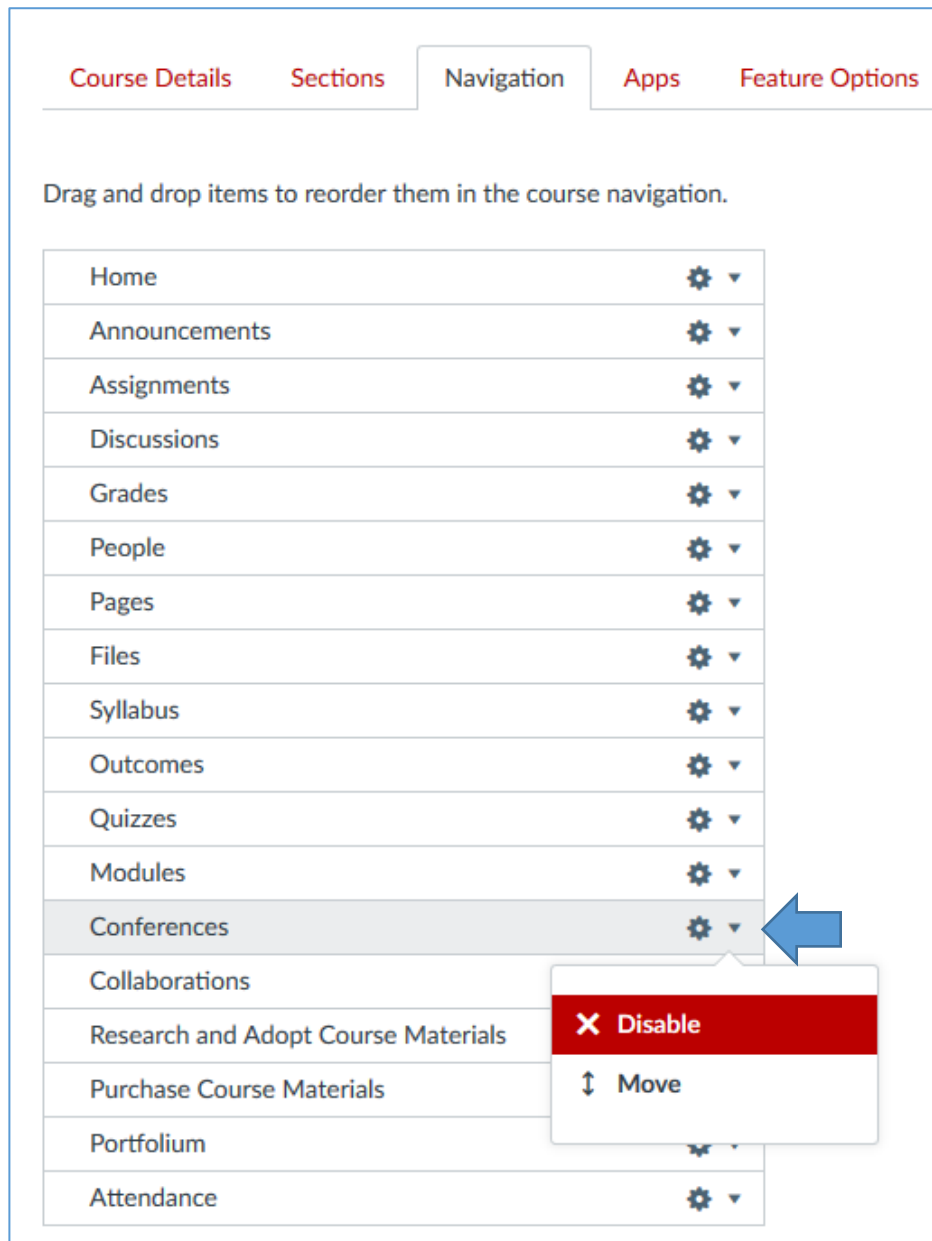 Course Details Sections Navigation Apps Feature Options
Drag and drop items to reorder them in the course navigation.
Home
Announcements
Assignments
Discussions
Grades
People
Pages
Files
Syllabus
Outcomes
Quizzes
Modules
Conferences
Collaborations
Disable
Research and Adopt Course Materials
Move
Purchase Course Materials
Portfolium
Attendance